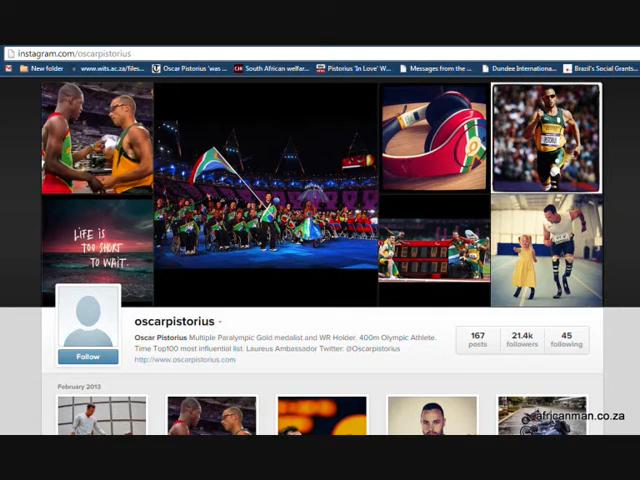 instagram.com/oscarpistorius
New folder
www.wits.ac.za/files...
Oscar Pistorius 'was ...
South African welfar...
Pistorius 'In Love' W...
Messages from the ...
Dundee Internationa...
Brazil's Social Grants...
LIFE IS
TOO SHORT
TO WAIT.
oscarpistorius
Follow
Oscar Pistorius Multiple Paralympic Gold medalist and WR Holder. 400m Olympic Athlete.
Time Top100 most influential list. Laureus Ambassador Twitter: @Oscarpistorius
http://www.oscarpistorius.com
167
posts
21.4k
followers
45
following
February 2013
africanman.co.za